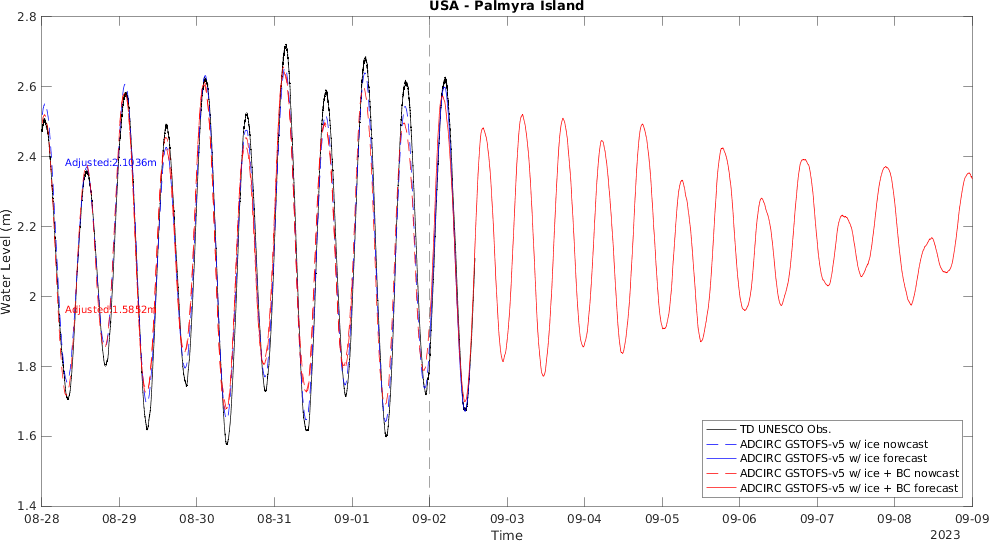 USA - Palmyra Island
2.8
2.6
2.4
2.2
2
1.8
1.6
1.4
Water Level (m)
Adjusted:2.1036m
Adjusted:1.5852m
TD UNESCO Obs.
ADCIRC GSTOFS-v5 w/ ice nowcast
ADCIRC GSTOFS-v5 w/ ice forecast
ADCIRC GSTOFS-v5 w/ ice + BC nowcast
ADCIRC GSTOFS-v5 w/ ice + BC forecast
08-28 08-29 08-30 08-31 09-01 09-02 09-03 09-04 09-05 09-06 09-07 09-08 09-09
Time
2023